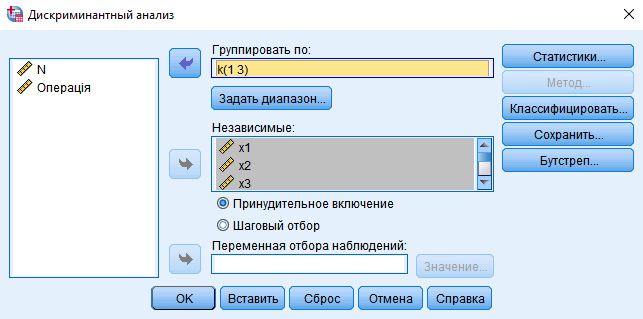 Дискриминантный анализ
N
Операція
Группировать по:
k(1 3)
Задать диапазон...
Независимые:
x1
x2
x3
Принудительное включение
Шаговый отбор
Переменная отбора наблюдений:
Значение...
Статистики...
Метод...
Классифицировать...
Сохранить...
Бутстреп...
OK
Вставить
Сброс
Отмена
Справка